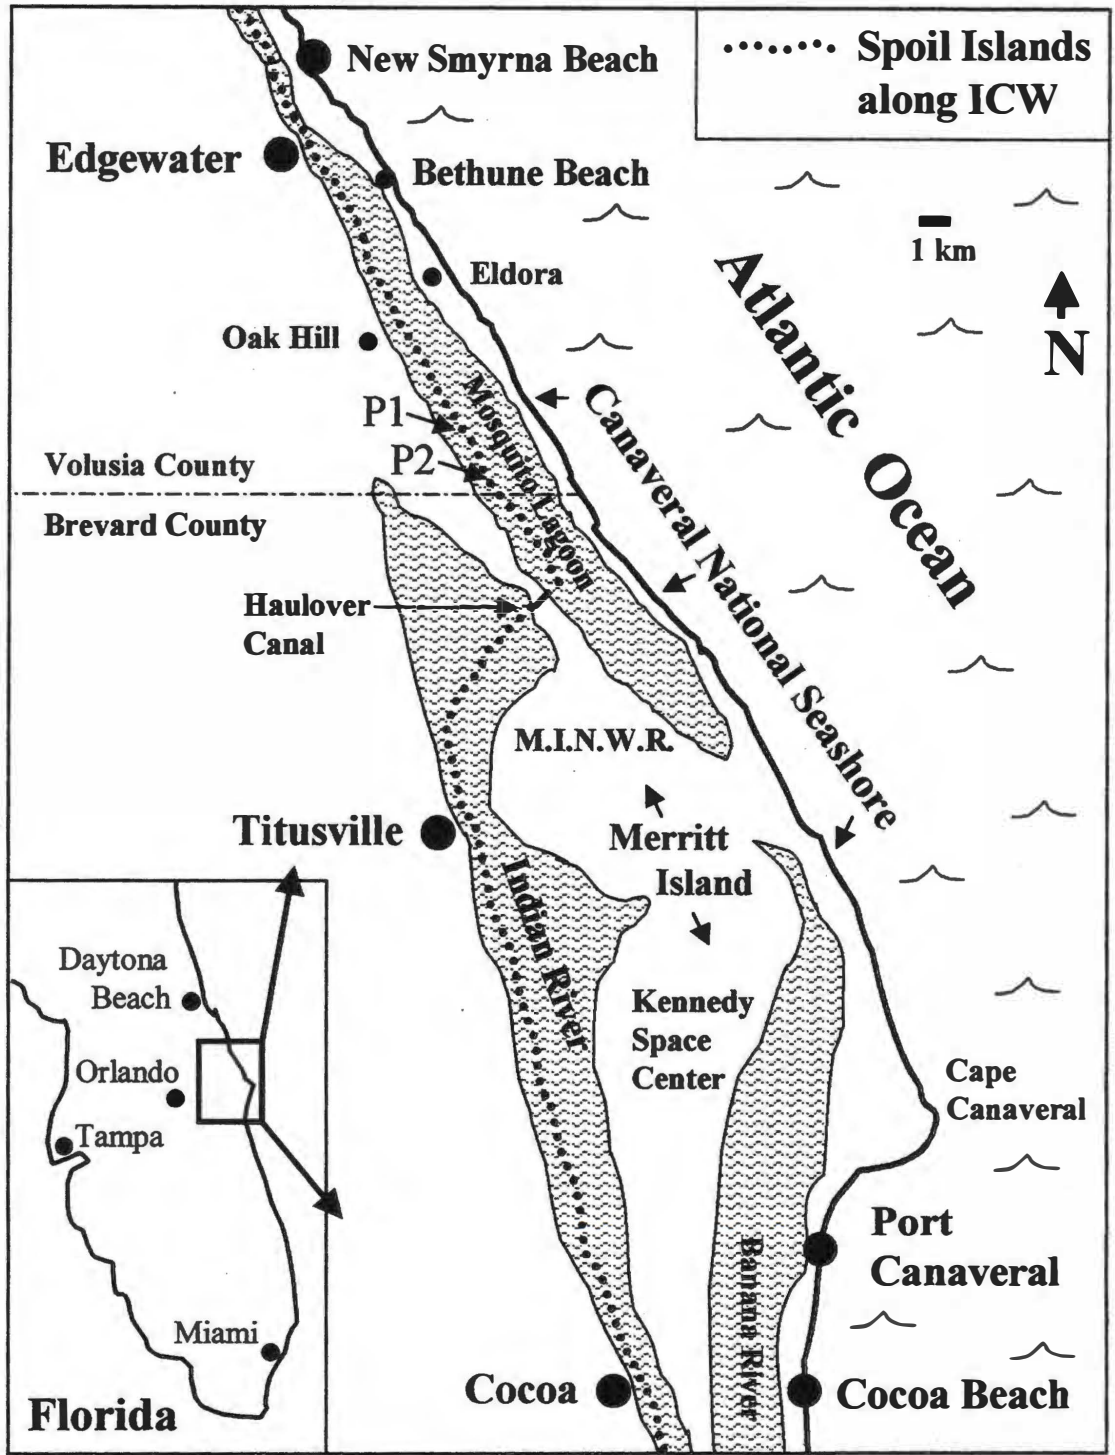 New Smyrna Beach
Spoil Islands
along ICW
Edgewater
Bethune Beach
1 km
Eldora
Atlantic Ocean
N
Oak Hill
Mosquito Lagoon
P1
P2
Canaveral National Seashore
Volusia County
Brevard County
Haulover
Canal
M.I.N.W.R.
Titusville
Merritt
Island
Indian River
Kennedy
Space
Center
Cape
Canaveral
Port
Canaveral
Banana River
Cocoa
Cocoa Beach
Daytona
Beach
Orlando
Tampa
Miami
Florida